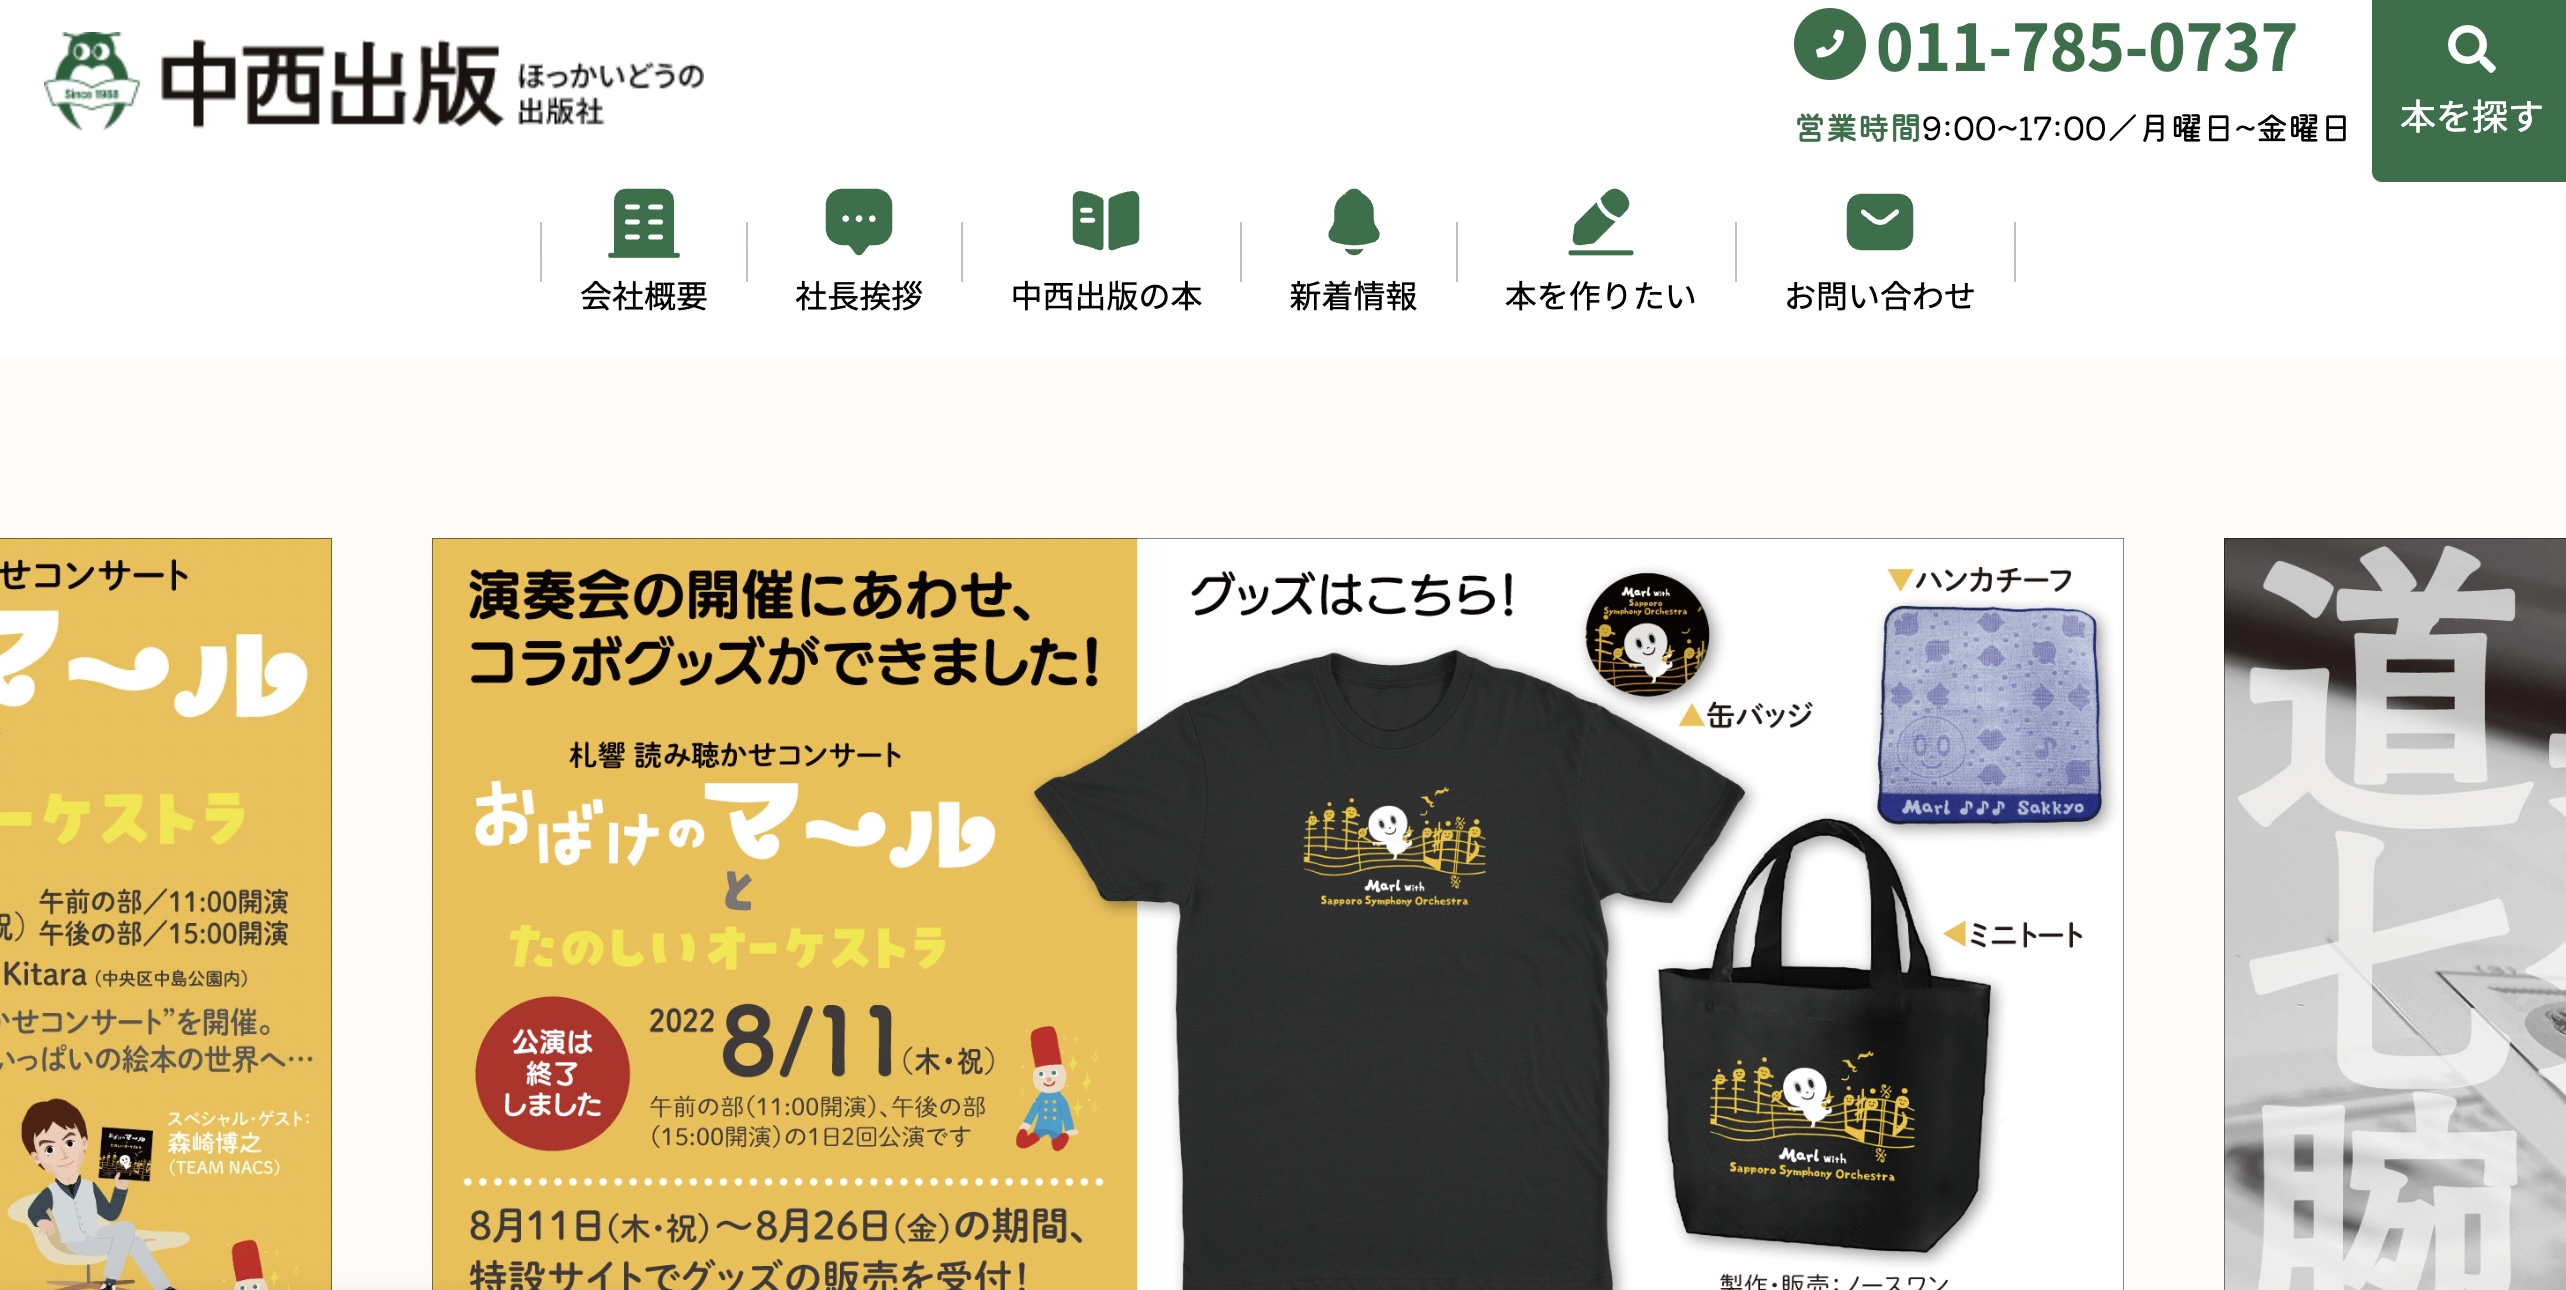 Since 1988
中西出版
ほっかいどうの
出版社
011-785-0737
営業時間9:00~17:00／月曜日~金曜日
本を探す
会社概要
社長挨拶
中西出版の本
新着情報
本を作りたい
お問い合わせ
せコンサート
マ〜ル
ーケストラ
祝）
午前の部／11:00開演
午後の部／15:00開演
Kitara（中央区中島公園内）
かせコンサート”を開催。
いっぱいの絵本の世界へ…
スペシャル・ゲスト：
森崎博之
（TEAM NACS）
演奏会の開催にあわせ、
コラボグッズができました！
札響 読み聴かせコンサート
おばけのマ〜ル
と
たのしいオーケストラ
公演は
終了
しました
2022 8/11（木・祝）
午前の部（11:00開演）、午後の部
（15:00開演）の1日2回公演です
8月11日（木・祝）〜8月26日（金）の期間、
特設サイトでグッズの販売を受付！
グッズはこちら！
Marl with
Sapporo
Symphony Orchestra
▲缶バッジ
▼ハンカチーフ
Marl ♪♪♪ Sakkyo
Marl with
Sapporo Symphony Orchestra
◀ミニトート
Marl with
Sapporo Symphony Orchestra
製作・販売：ノースワン
道
七
腕